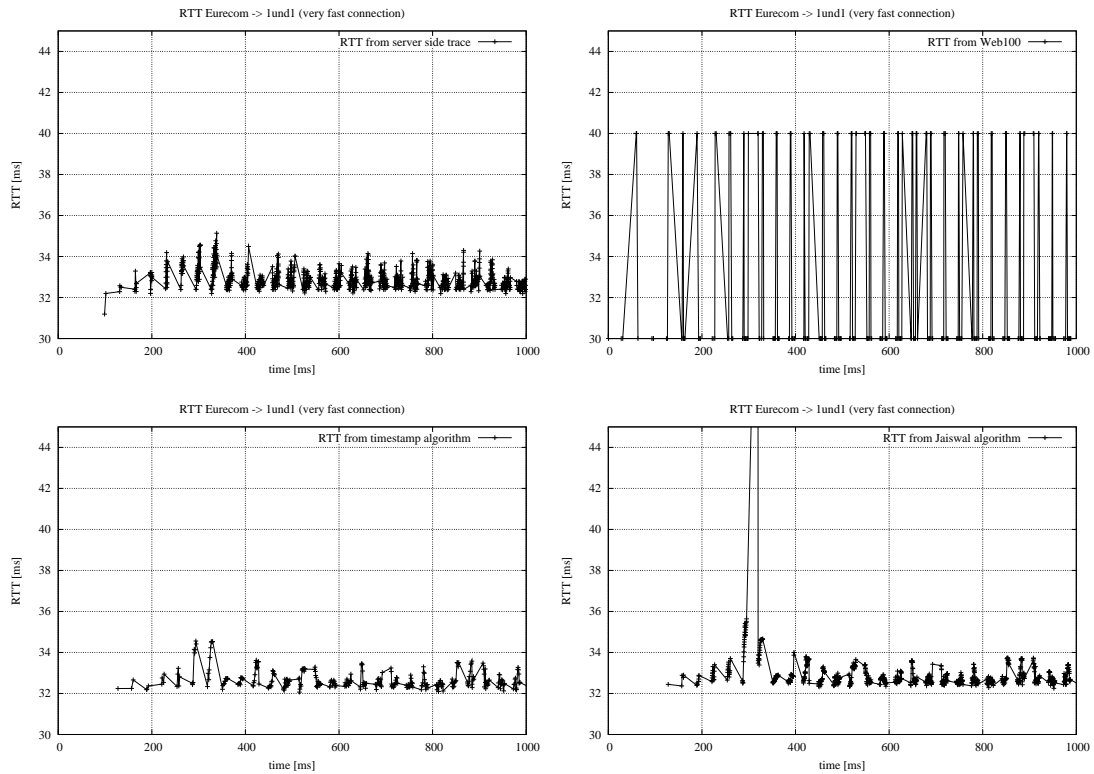 RTT Eurecom -> 1und1 (very fast connection)
RTT from server side trace
44
42
40
38
36
34
32
30
RTT [ms]
0 200 400 600 800 1000
time [ms]
RTT Eurecom -> 1und1 (very fast connection)
RTT from Web100
44
42
40
38
36
34
32
30
RTT [ms]
0 200 400 600 800 1000
time [ms]
RTT Eurecom -> 1und1 (very fast connection)
RTT from timestamp algorithm
44
42
40
38
36
34
32
30
RTT [ms]
0 200 400 600 800 1000
time [ms]
RTT Eurecom -> 1und1 (very fast connection)
RTT from Jaiswal algorithm
44
42
40
38
36
34
32
30
RTT [ms]
0 200 400 600 800 1000
time [ms]